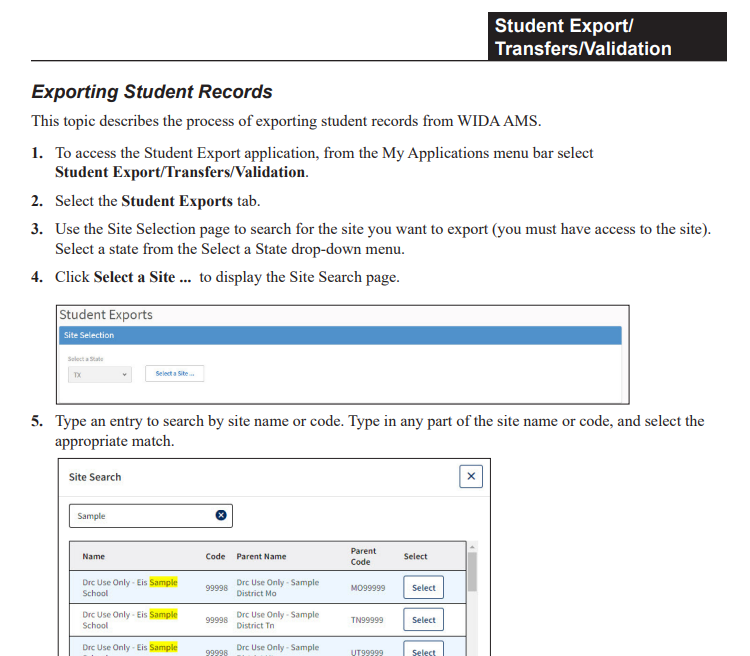 Student Export/
Transfers/Validation
Exporting Student Records
This topic describes the process of exporting student records from WIDA AMS.
1. To access the Student Export application, from the My Applications menu bar select
Student Export/Transfers/Validation.
2. Select the Student Exports tab.
3. Use the Site Selection page to search for the site you want to export (you must have access to the site).
Select a state from the Select a State drop-down menu.
4. Click Select a Site ... to display the Site Search page.
Student Exports
Site Selection
Select a State
TX Select a Site ...
5. Type an entry to search by site name or code. Type in any part of the site name or code, and select the
appropriate match.
Site Search
Sample
Name Code Parent Name Parent Code Select
Drc Use Only - Eis Sample School 99998 Drc Use Only - Sample District Mo MO99999 Select
Drc Use Only - Eis Sample School 99998 Drc Use Only - Sample District Tn TN99999 Select
Drc Use Only - Eis Sample 99998 Drc Use Only - Sample UT99999 Select